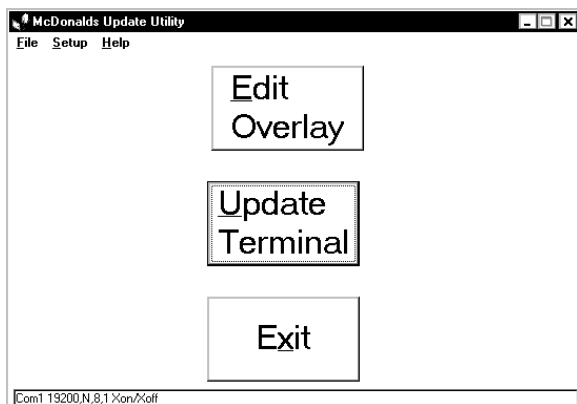 McDonalds Update Utility
File Setup Help
Edit
Overlay
Update
Terminal
Exit
Com1 19200,N,8,1 Xon/Xoff